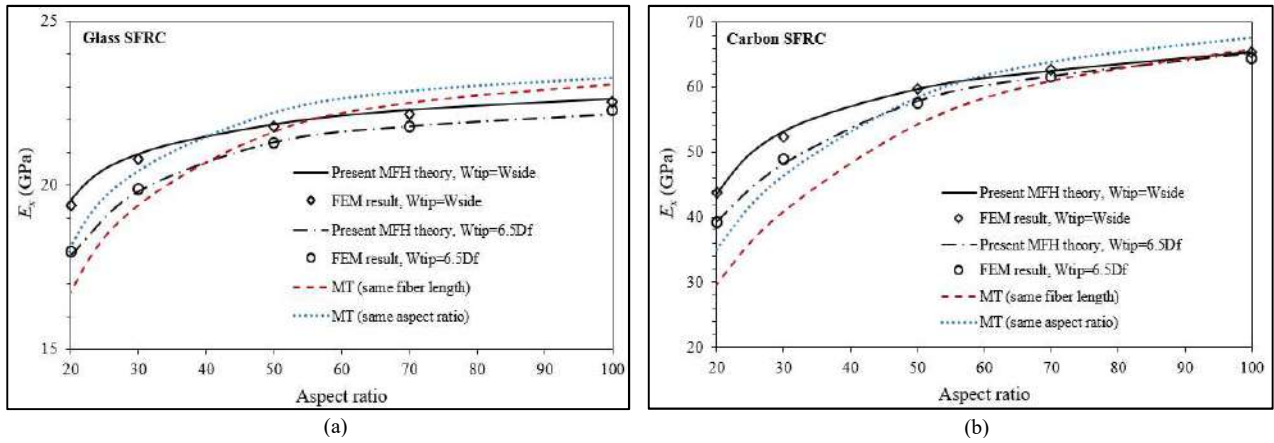 Glass SFRC
25
20
15
E_x (GPa)
Present MFH theory, Wtip=Wside
FEM result, Wtip=Wside
Present MFH theory, Wtip=6.5Df
FEM result, Wtip=6.5Df
MT (same fiber length)
MT (same aspect ratio)
20 30 40 50 60 70 80 90 100
Aspect ratio
(a)
Carbon SFRC
70
60
50
40
30
20
E_x (GPa)
Present MFH theory, Wtip=Wside
FEM result, Wtip=Wside
Present MFH theory, Wtip=6.5Df
FEM result, Wtip=6.5Df
MT (same fiber length)
MT (same aspect ratio)
20 30 40 50 60 70 80 90 100
Aspect ratio
(b)